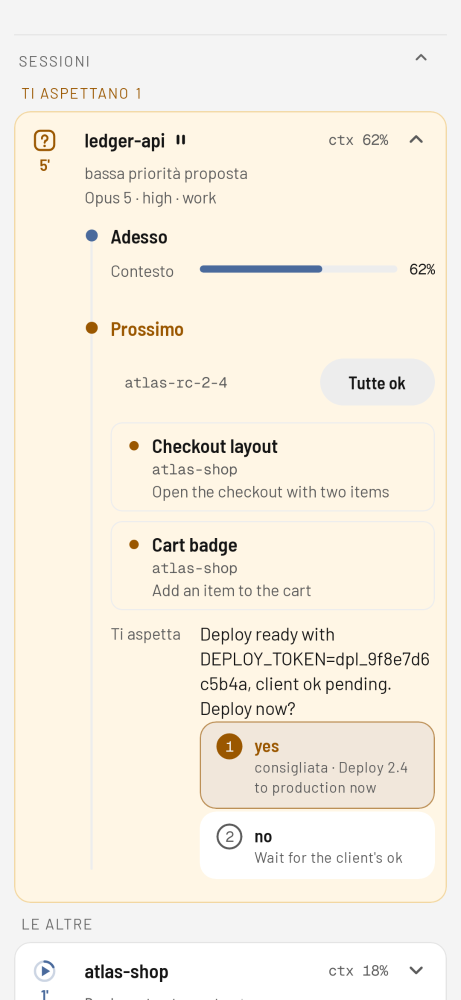 SESSIONI
TI ASPETTANO 1
ledger-api ctx 62%
5'
bassa priorità proposta
Opus 5 · high · work
Adesso
Contesto 62%
Prossimo
atlas-rc-2-4 Tutte ok
Checkout layout
atlas-shop
Open the checkout with two items
Cart badge
atlas-shop
Add an item to the cart
Ti aspetta Deploy ready with
DEPLOY_TOKEN=dpl_9f8e7d6
c5b4a, client ok pending.
Deploy now?
1 yes
consigliata · Deploy 2.4
to production now
2 no
Wait for the client's ok
LE ALTRE
atlas-shop ctx 18%
1'